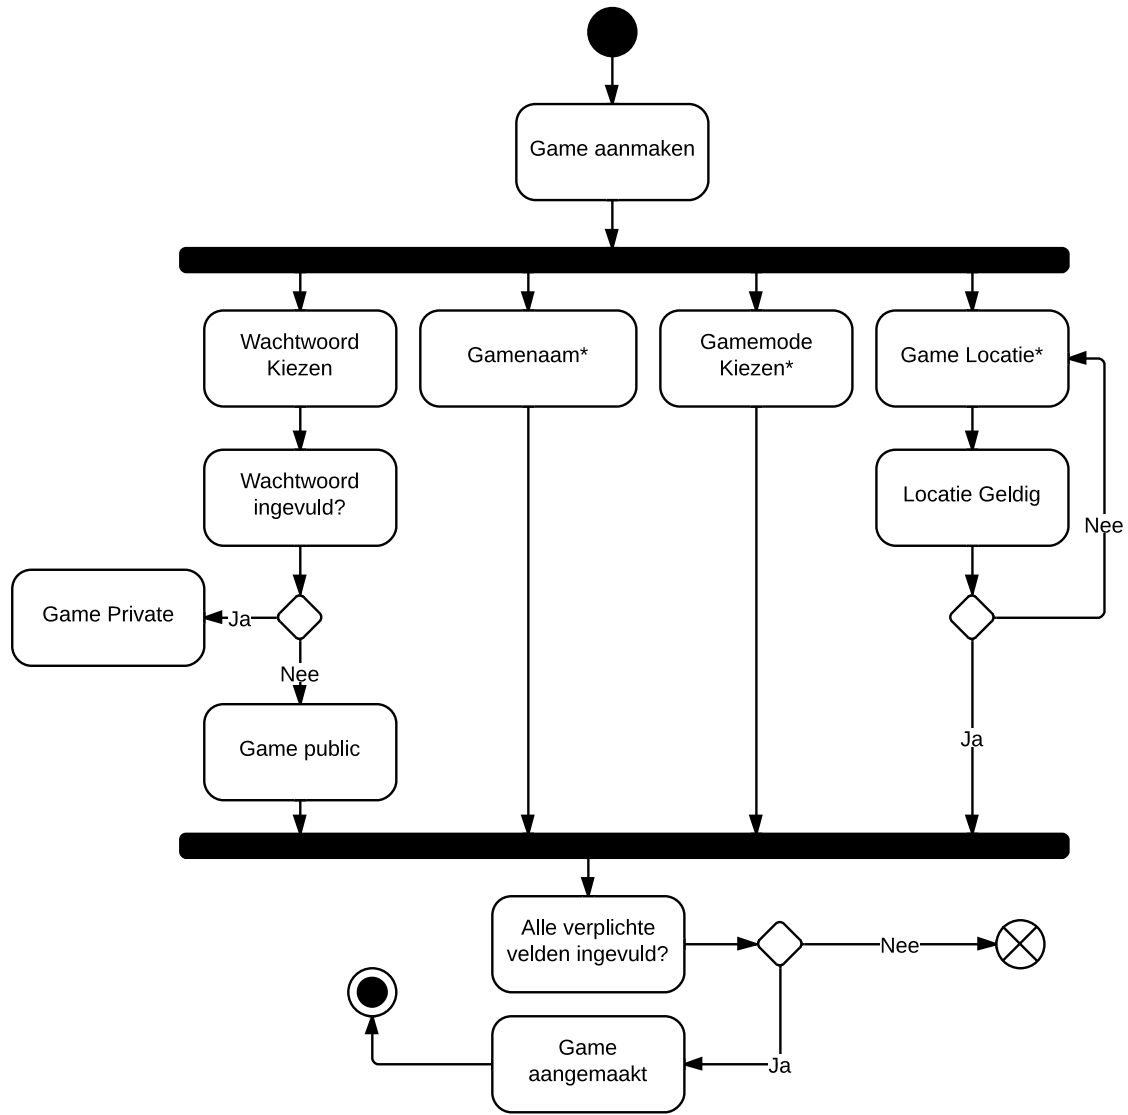 Game aanmaken
Wachtwoord
Kiezen
Gamenaam*
Gamemode
Kiezen*
Game Locatie*
Wachtwoord
ingevuld?
Locatie Geldig
Nee
Game Private
Ja
Nee
Game public
Ja
Alle verplichte
velden ingevuld?
Nee
Game
aangemaakt
Ja